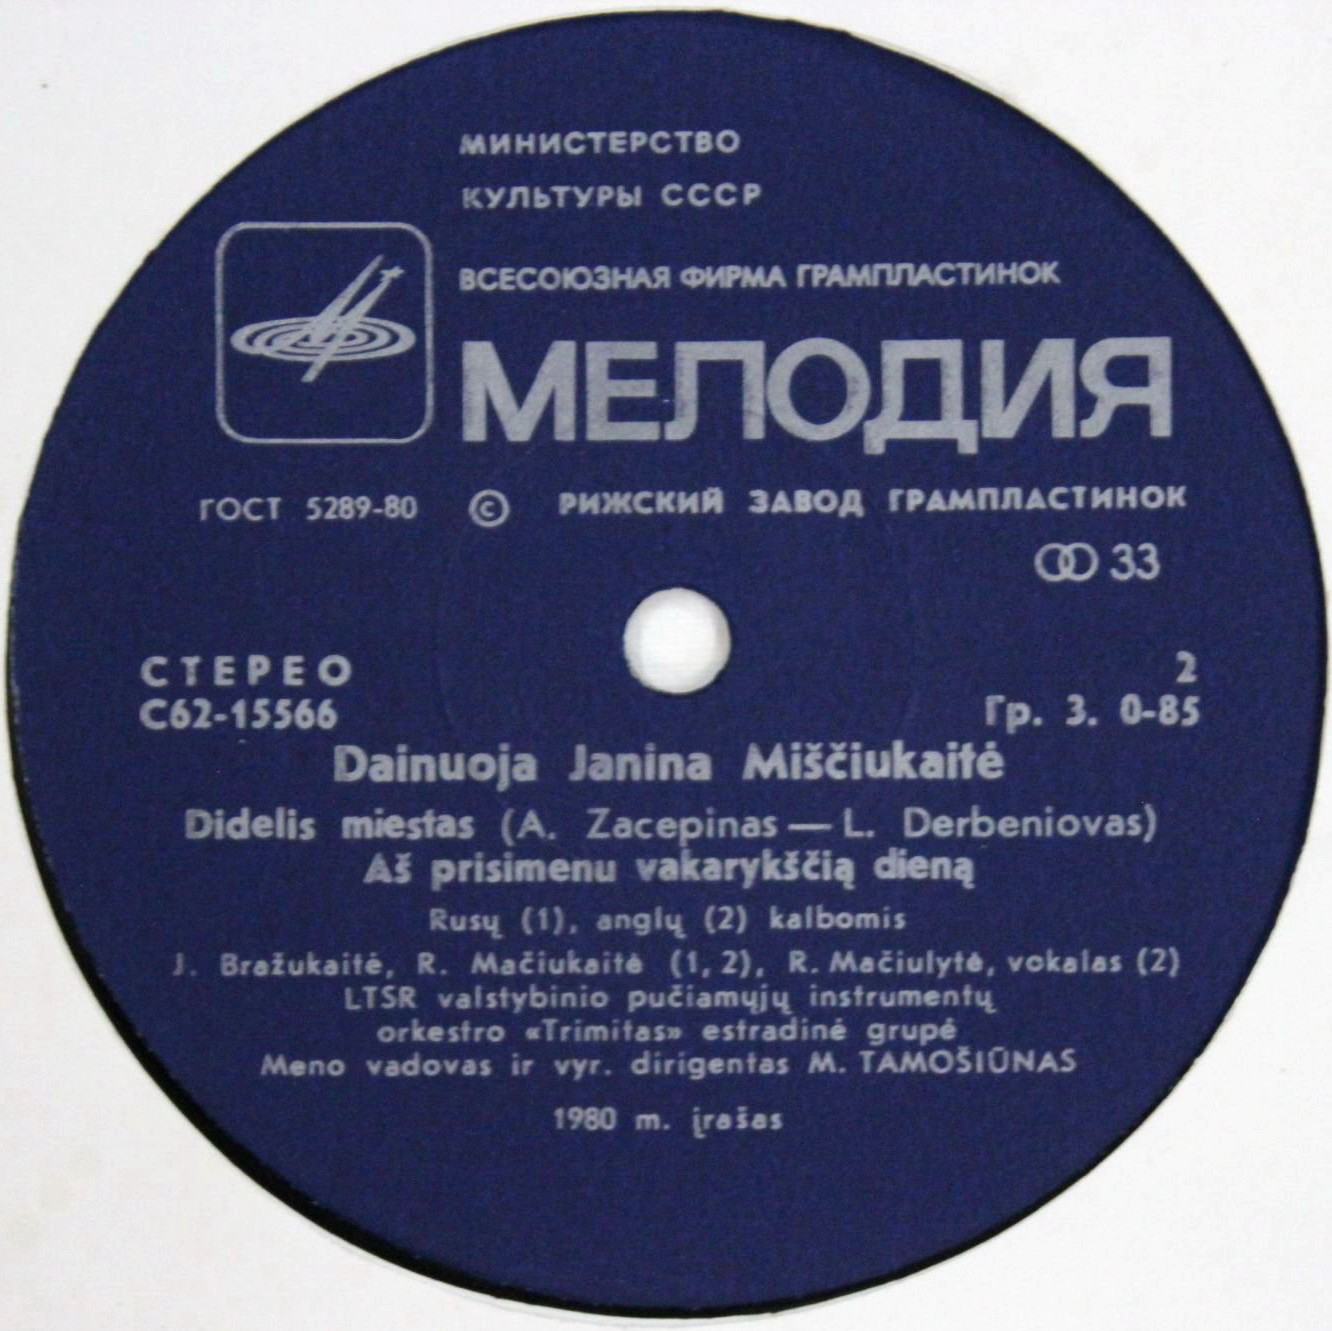 МИНИСТЕРСТВО
КУЛЬТУРЫ СССР
ВСЕСОЮЗНАЯ ФИРМА ГРАМПЛАСТИНОК
МЕЛОДИЯ
ГОСТ 5289-80 © РИЖСКИЙ ЗАВОД ГРАМПЛАСТИНОК
33
СТЕРЕО 2
С62-15566 Гр. 3. 0-85
Dainuoja Janina Miščiukaitė
Didelis miestas (A. Zacepinas — L. Derbeniovas)
Aš prisimenu vakarykščią dieną
Rusų (1), anglų (2) kalbomis
J. Bražukaitė, R. Mačiukaitė (1, 2), R. Mačiulytė, vokalas (2)
LTSR valstybinio pučiamųjų instrumentų
orkestro «Trimitas» estradinė grupė
Meno vadovas ir vyr. dirigentas M. TAMOŠIŪNAS
1980 m. įrašas